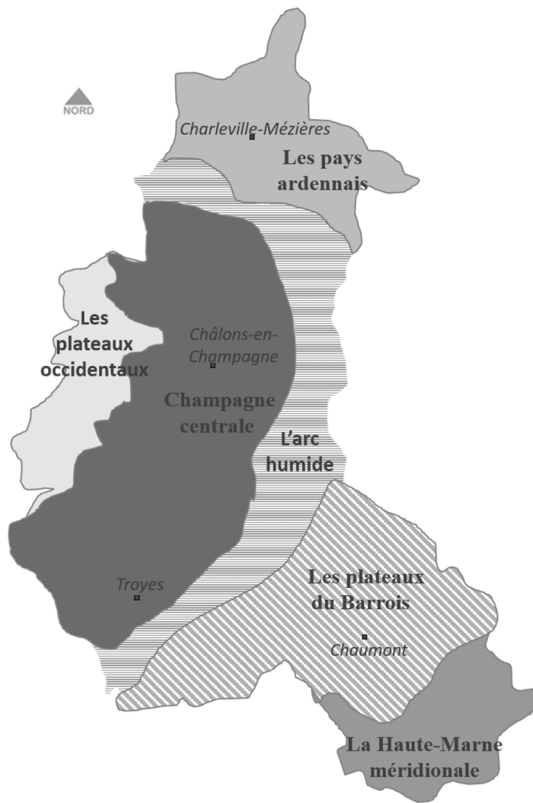 NORD
Charleville-Mézières
Les pays
ardennais
Les
plateaux
occidentaux
Châlons-en-
Champagne
Champagne
centrale
L'arc
humide
Troyes
Les plateaux
du Barrois
Chaumont
La Haute-Marne
méridionale